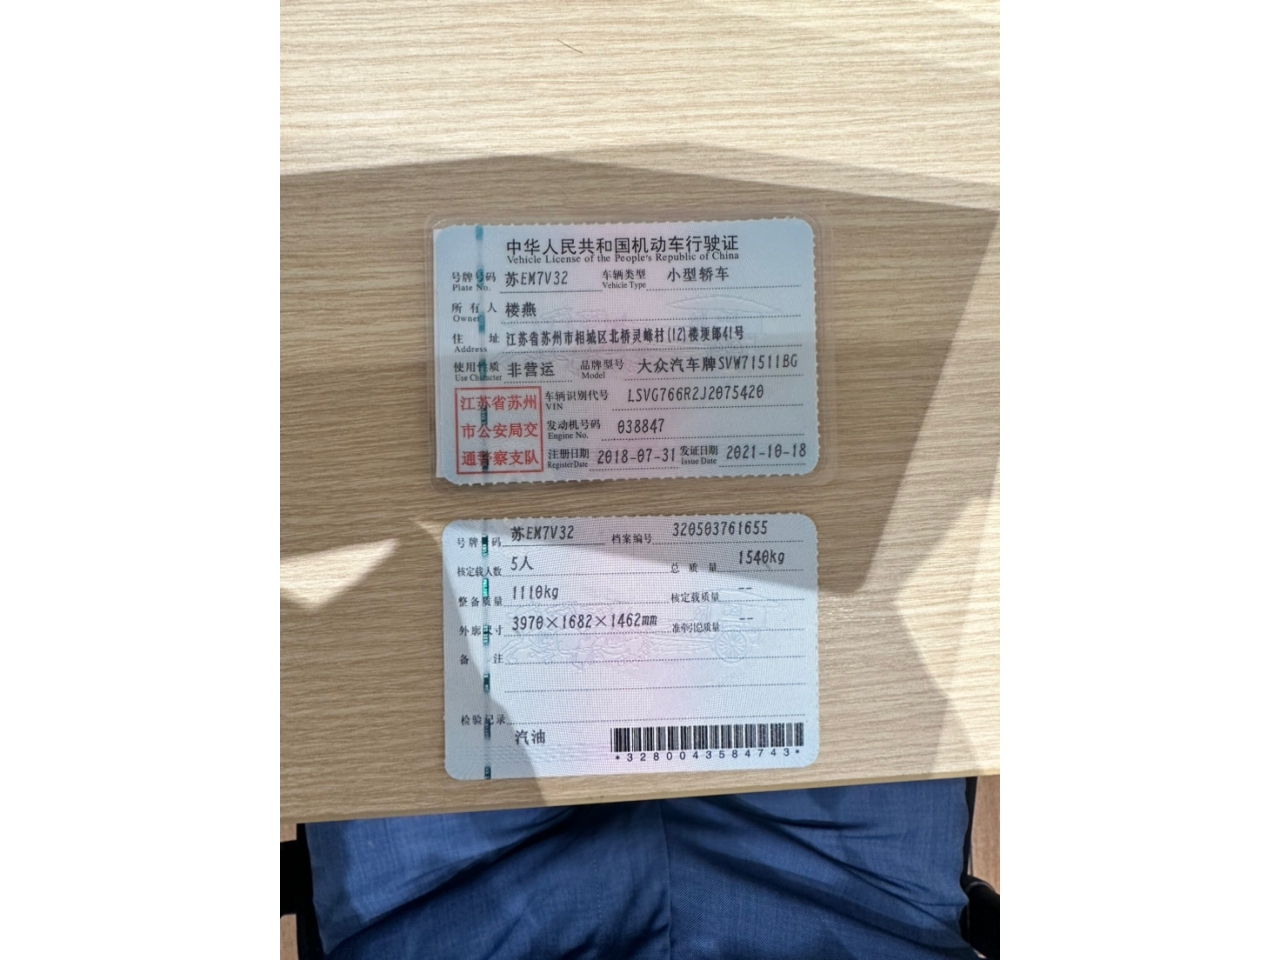 中华人民共和国机动车行驶证
Vehicle License of the People's Republic of China
号牌号码 苏EM7V32 车辆类型 小型轿车
Plate No. Vehicle Type
所有人 楼燕
Owner
住址 江苏省苏州市相城区北桥灵峰村(12)楼埂郎41号
Address
使用性质 非营运 品牌型号 大众汽车牌SVW71511BG
Use Character Model
江苏省苏州
市公安局交
通警察支队
车辆识别代号 LSVG766R2J2075420
VIN
发动机号码 038847
Engine No.
注册日期 2018-07-31 发证日期 2021-10-18
Register Date Issue Date
号牌号码 苏EM7V32 档案编号 320503761655
核定载人数 5人 总质量 1540kg
整备质量 1110kg 核定载质量 --
外廓尺寸 3970×1682×1462mm 准牵引总质量 --
备注
检验记录
汽油
*3280043584743*